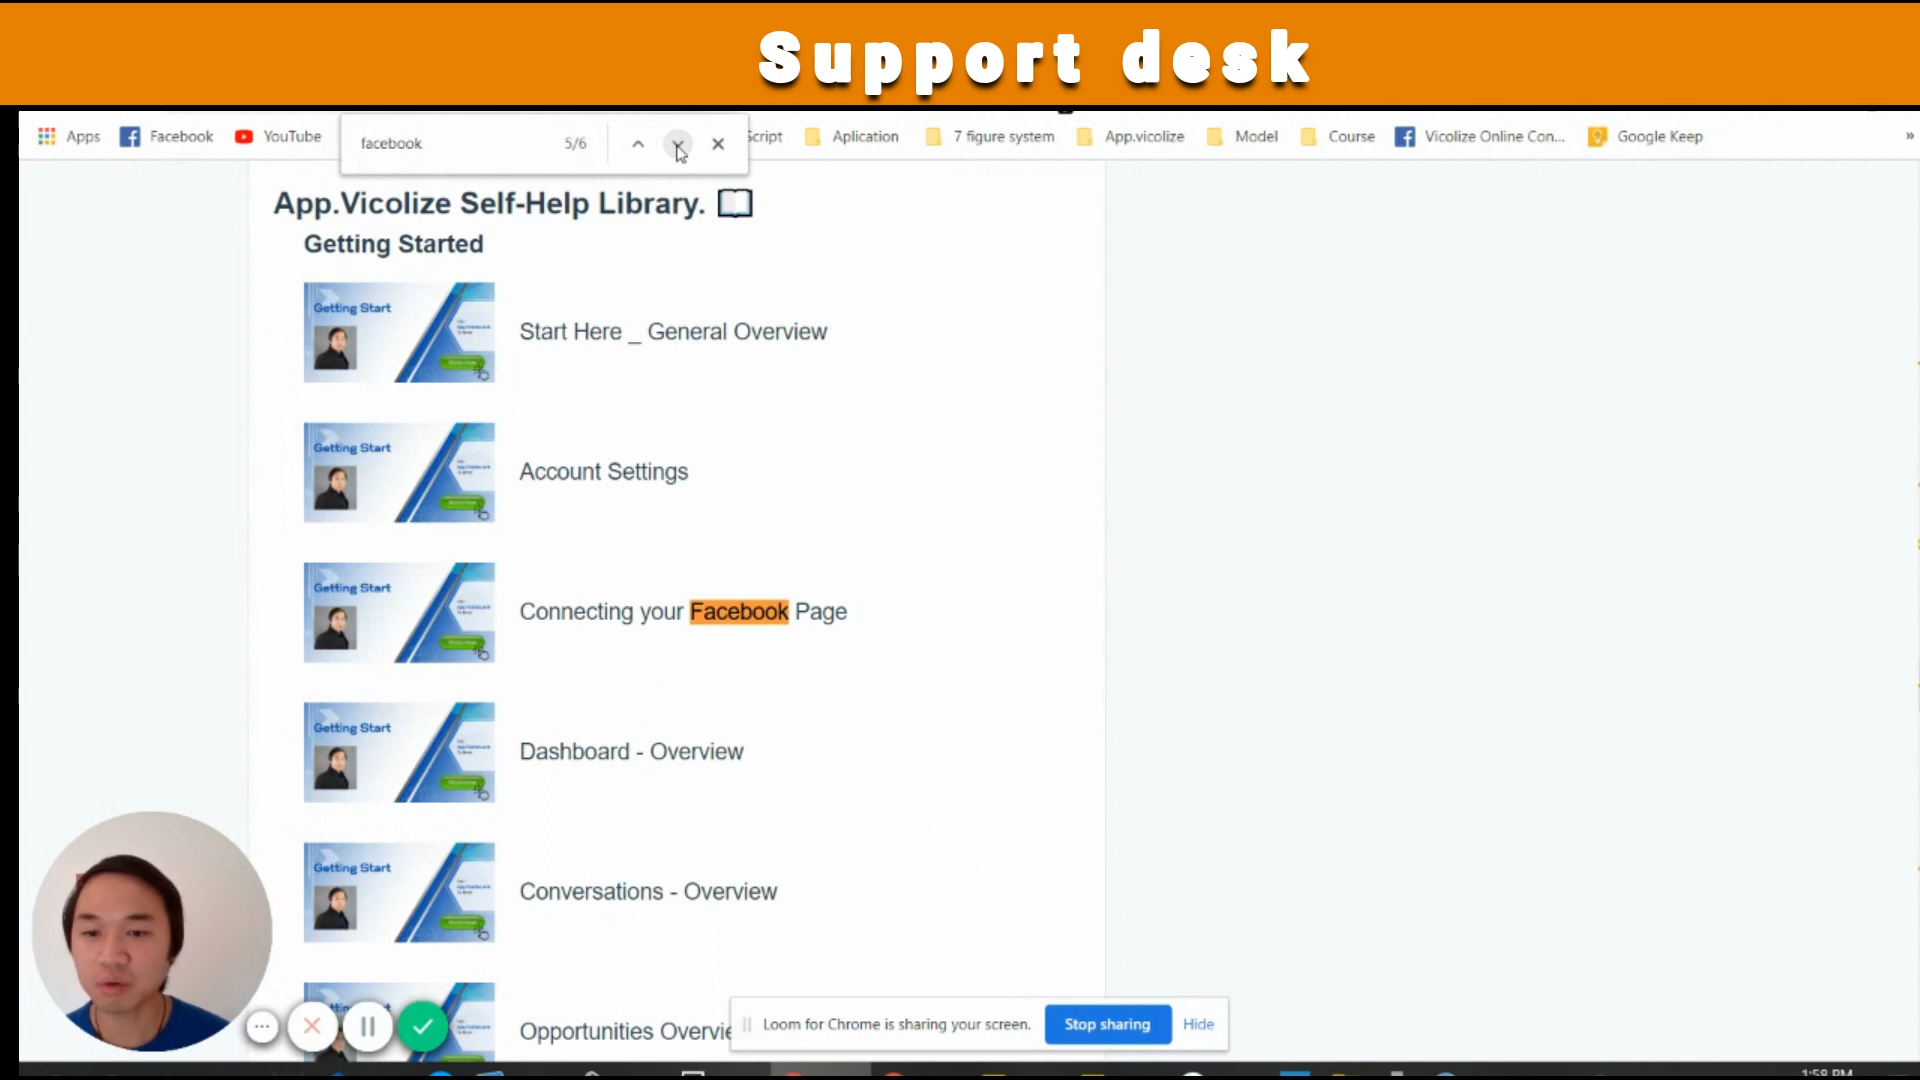 Support desk
Apps Facebook YouTube facebook 5/6 Script Aplication 7 figure system App.vicolize Model Course Vicolize Online Con... Google Keep »
App.Vicolize Self-Help Library.
Getting Started
Getting Start
Start Here _ General Overview
Getting Start
Account Settings
Getting Start
Connecting your Facebook Page
Getting Start
Dashboard - Overview
Getting Start
Conversations - Overview
Opportunities
Loom for Chrome is sharing your screen. Stop sharing Hide
1:58 PM